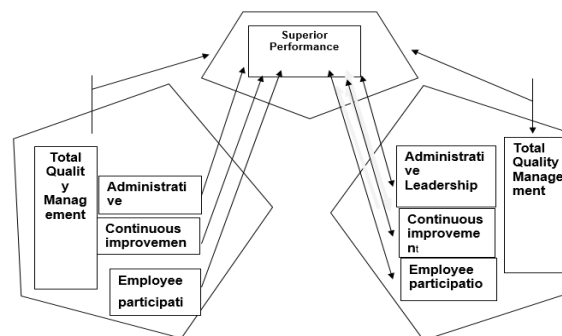 Superior
Performance
Total
Qualit
y
Manag
ement
Administrati
ve
Continuous
improvemen
Employee
participati
Administrati
ve
Leadership
Continuous
improveme
nt
Employee
participatio
Total
Quality
Manage
ment